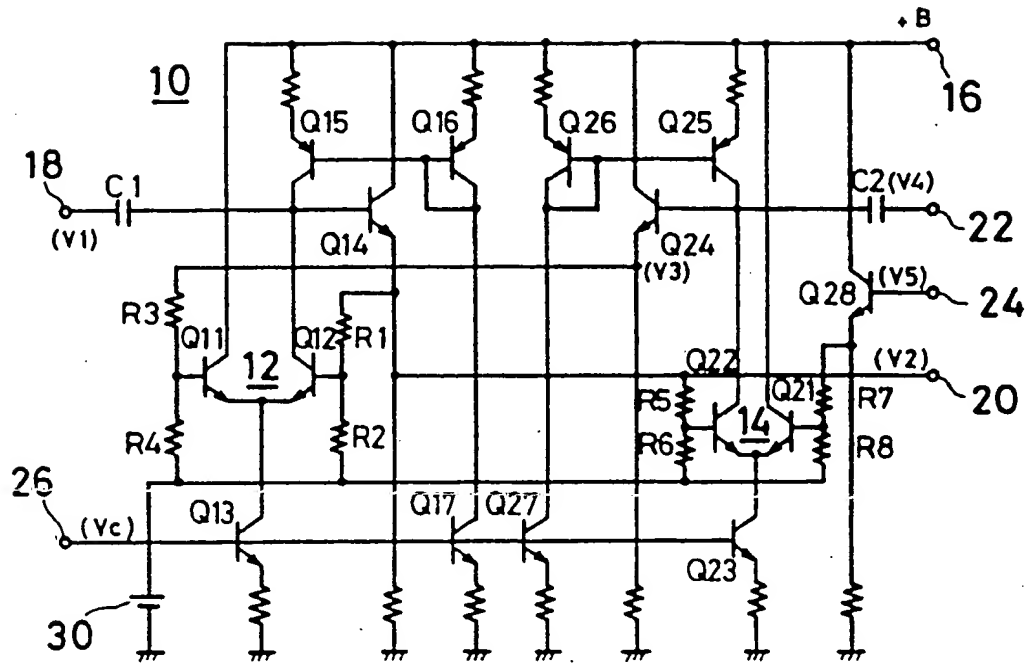 +B
10
16
Q15
Q16
Q26
Q25
18
C1
C2
(V4)
(V1)
Q14
Q24
22
(V3)
Q28
(V5)
24
R3
Q11
12
Q12
R1
Q22
(V2)
20
R5
Q21
R7
14
R4
R2
R6
R8
26
(Vc)
Q13
Q17
Q27
Q23
30